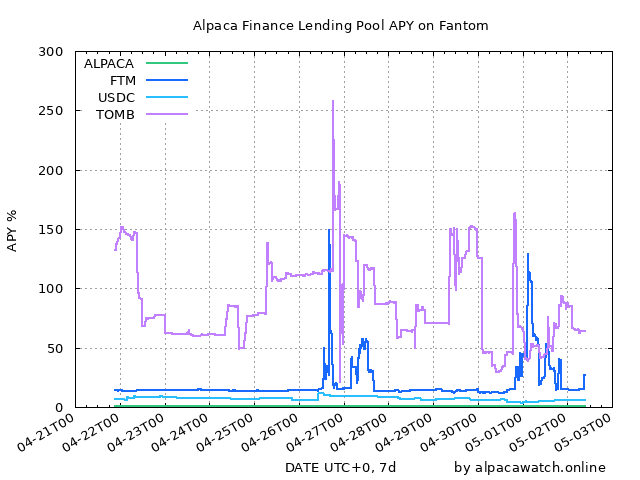 Alpaca Finance Lending Pool APY on Fantom
300
250
200
150
100
50
0
APY %
ALPACA
FTM
USDC
TOMB
04-21T00
04-22T00
04-23T00
04-24T00
04-25T00
04-26T00
04-27T00
04-28T00
04-29T00
04-30T00
05-01T00
05-02T00
05-03T00
DATE UTC+0, 7d
by alpacawatch.online